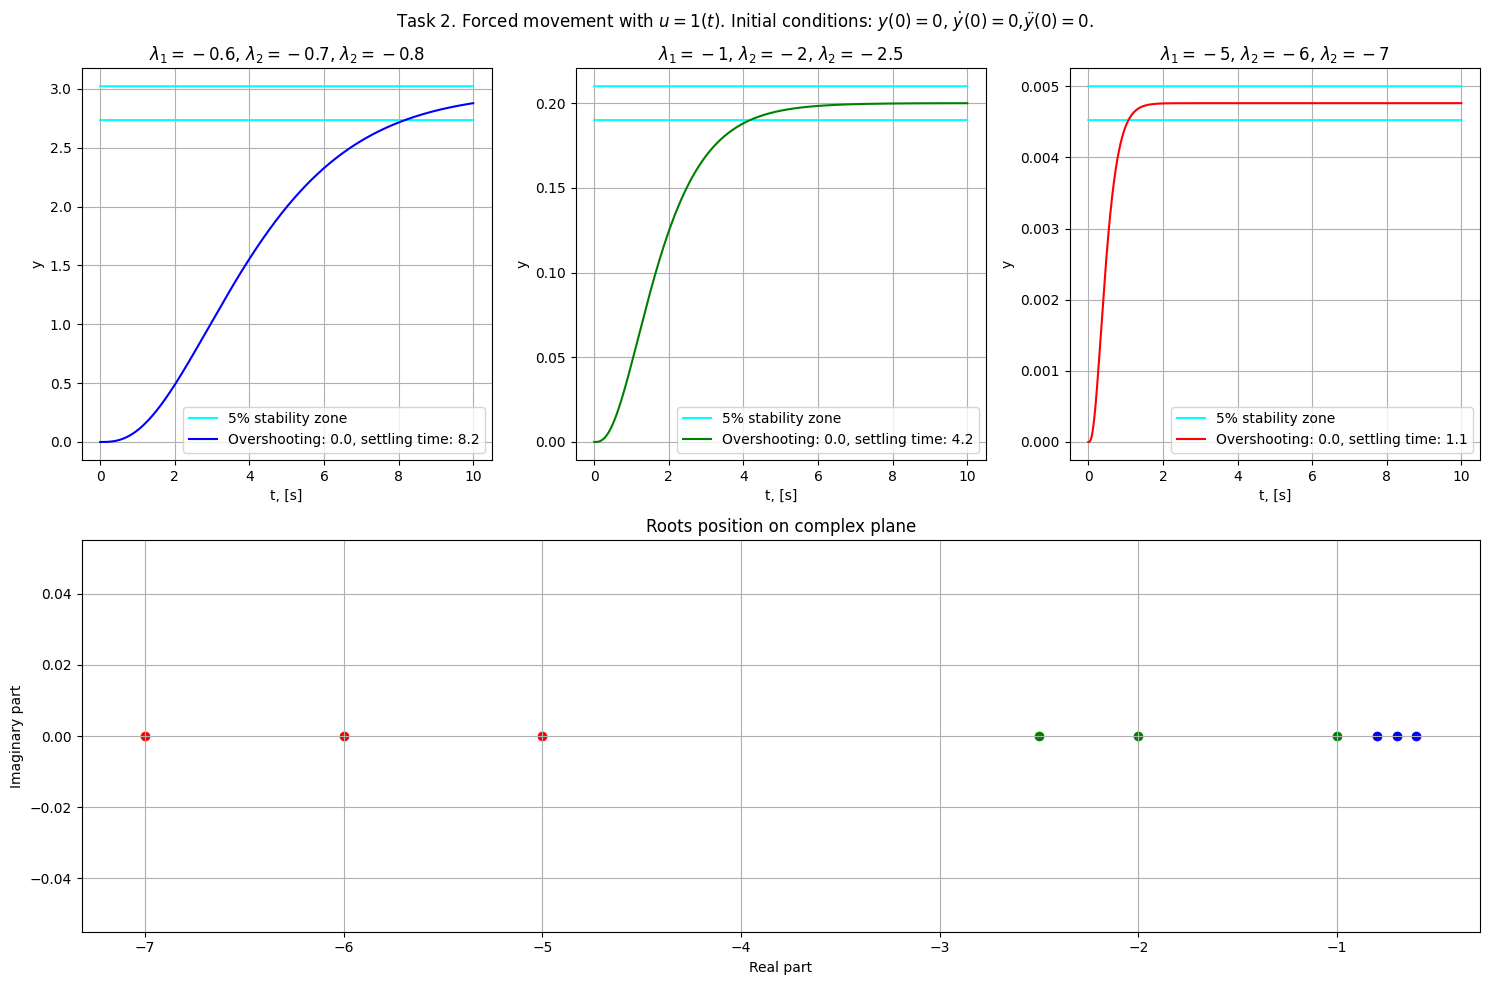 Task 2. Forced movement with u = 1(t). Initial conditions: y(0) = 0, ẏ(0) = 0,ÿ(0) = 0.
λ₁ = −0.6, λ₂ = −0.7, λ₂ = −0.8
3.0
2.5
2.0
1.5
1.0
0.5
0.0
y
5% stability zone
Overshooting: 0.0, settling time: 8.2
0 2 4 6 8 10
t, [s]
λ₁ = −1, λ₂ = −2, λ₂ = −2.5
0.20
0.15
0.10
0.05
0.00
y
5% stability zone
Overshooting: 0.0, settling time: 4.2
0 2 4 6 8 10
t, [s]
λ₁ = −5, λ₂ = −6, λ₂ = −7
0.005
0.004
0.003
0.002
0.001
0.000
y
5% stability zone
Overshooting: 0.0, settling time: 1.1
0 2 4 6 8 10
t, [s]
Roots position on complex plane
0.04
0.02
0.00
−0.02
−0.04
Imaginary part
−7 −6 −5 −4 −3 −2 −1
Real part